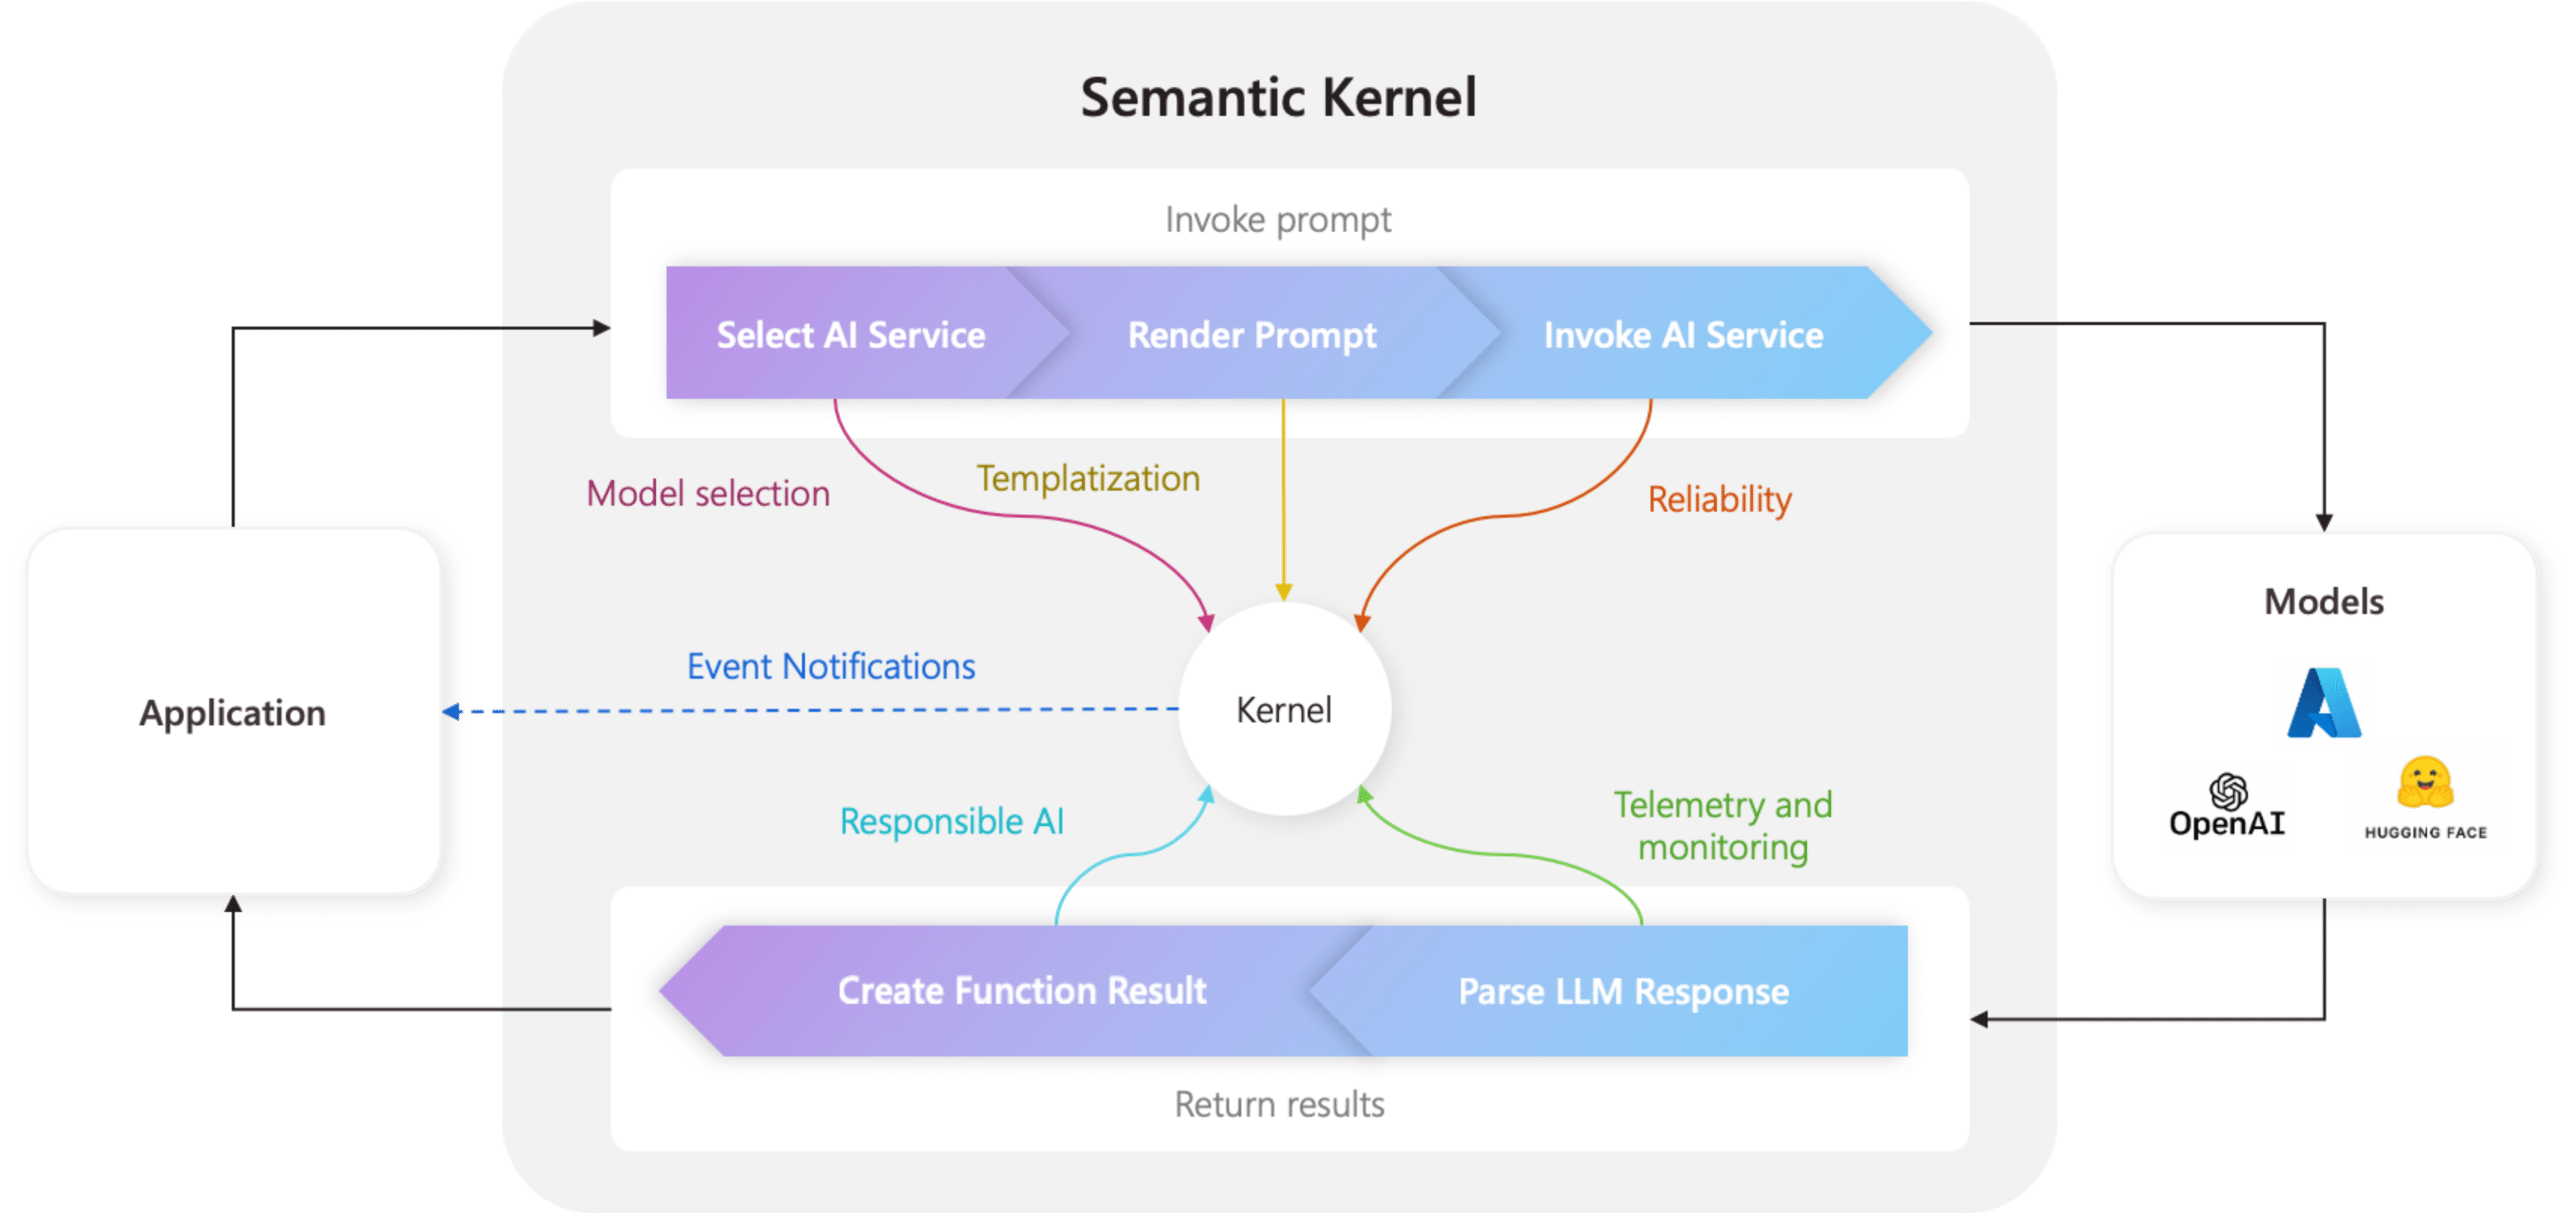 Semantic Kernel
Invoke prompt
Select AI Service
Render Prompt
Invoke AI Service
Model selection
Templatization
Reliability
Application
Event Notifications
Kernel
Models
OpenAI
HUGGING FACE
Responsible AI
Telemetry and
monitoring
Create Function Result
Parse LLM Response
Return results